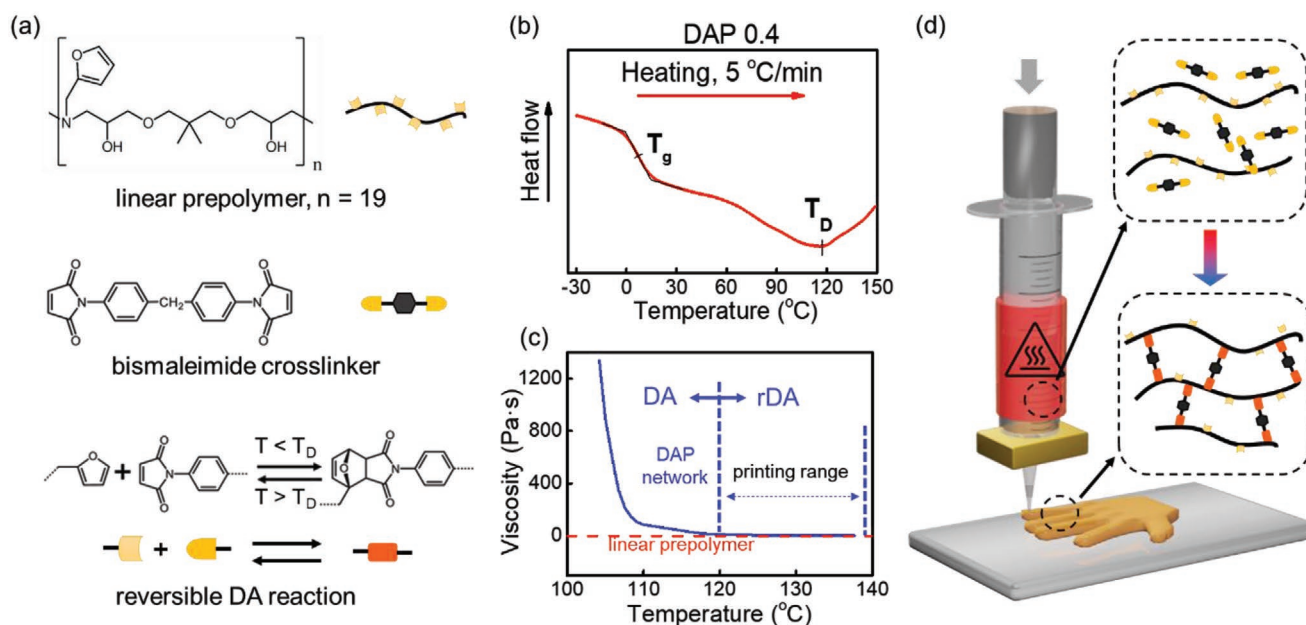 (a)
N
O
OH
O
O
OH
n
linear prepolymer, n = 19
O
N
O
CH₂
O
N
O
bismaleimide crosslinker
O
+
O
N
O
T < T_D
T > T_D
O
O
N
O
+
reversible DA reaction
(b)
DAP 0.4
Heating, 5 °C/min
Heat flow
T_g
T_D
-30 0 30 60 90 120 150
Temperature (°C)
(c)
Viscosity (Pa·s)
1200
800
400
0
DA rDA
DAP
network
printing range
linear prepolymer
100 110 120 130 140
Temperature (°C)
(d)